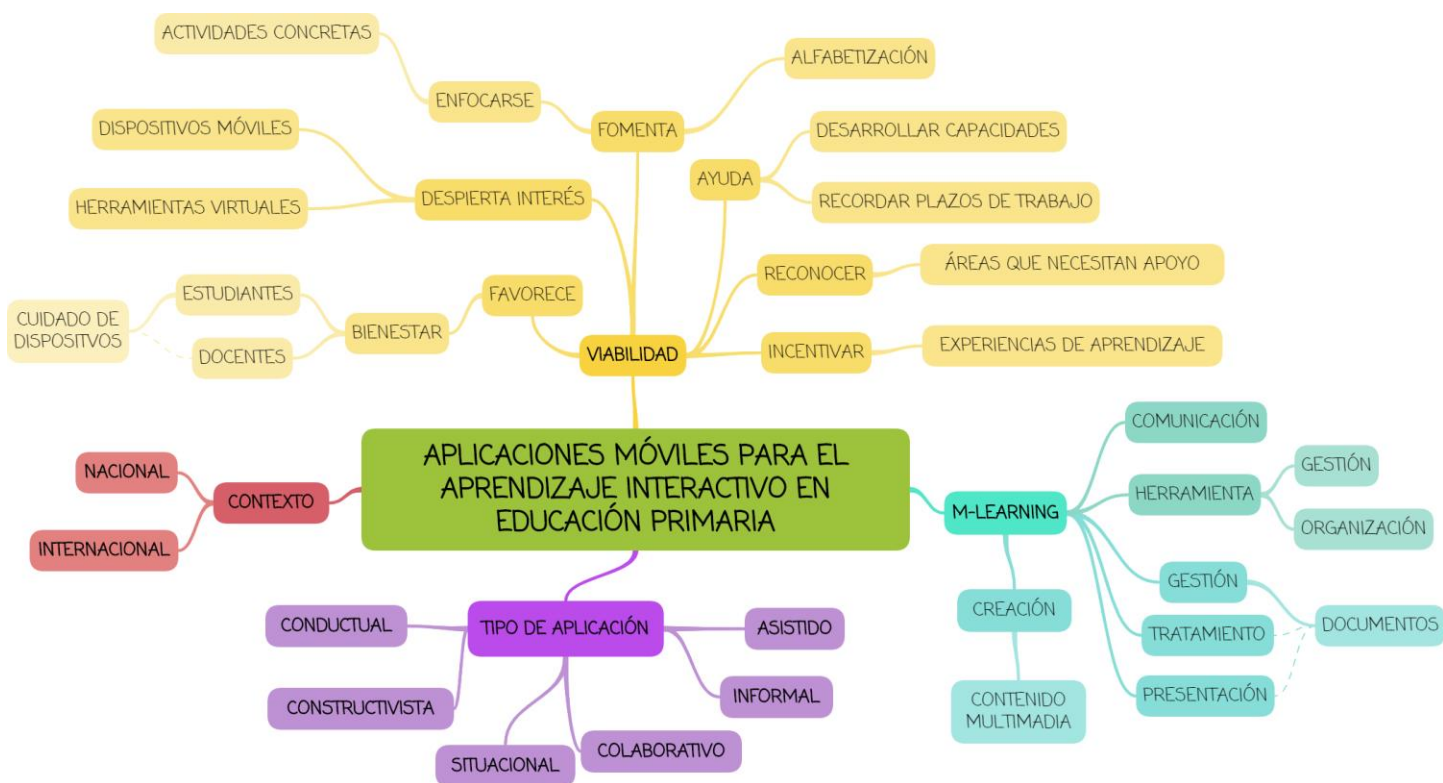 ACTIVIDADES CONCRETAS
ALFABETIZACIÓN
ENFOCARSE
FOMENTA
DISPOSITIVOS MÓVILES
DESARROLLAR CAPACIDADES
AYUDA
DESPIERTA INTERÉS
HERRAMIENTAS VIRTUALES
RECORDAR PLAZOS DE TRABAJO
RECONOCER
ÁREAS QUE NECESITAN APOYO
ESTUDIANTES
FAVORECE
CUIDADO DE
DISPOSITVOS
BIENESTAR
DOCENTES
VIABILIDAD
INCENTIVAR
EXPERIENCIAS DE APRENDIZAJE
APLICACIONES MÓVILES PARA EL
APRENDIZAJE INTERACTIVO EN
EDUCACIÓN PRIMARIA
NACIONAL
CONTEXTO
INTERNACIONAL
COMUNICACIÓN
GESTIÓN
HERRAMIENTA
M-LEARNING
ORGANIZACIÓN
GESTIÓN
CREACIÓN
TRATAMIENTO
DOCUMENTOS
PRESENTACIÓN
CONTENIDO
MULTIMADIA
CONDUCTUAL
TIPO DE APLICACIÓN
ASISTIDO
CONSTRUCTIVISTA
INFORMAL
SITUACIONAL
COLABORATIVO